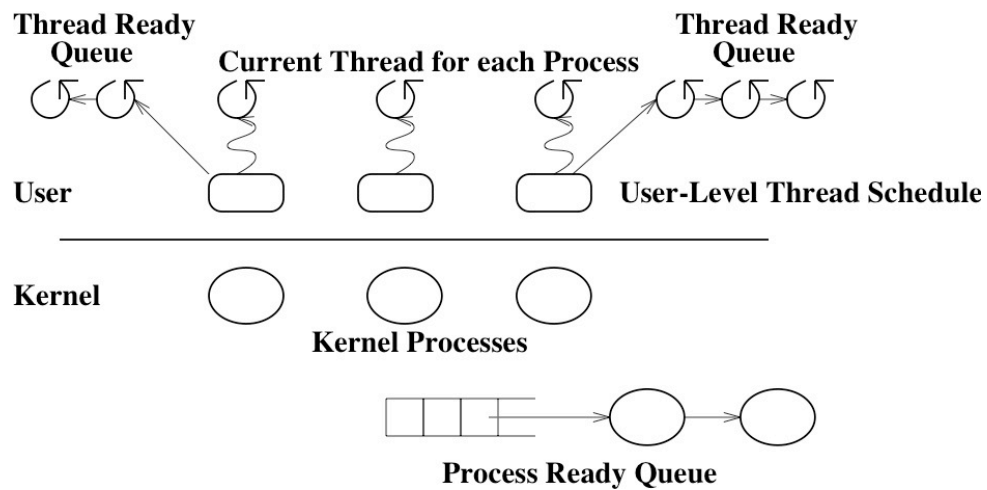 Thread Ready
Queue
Current Thread for each Process
Thread Ready
Queue
User
User-Level Thread Schedule
Kernel
Kernel Processes
Process Ready Queue